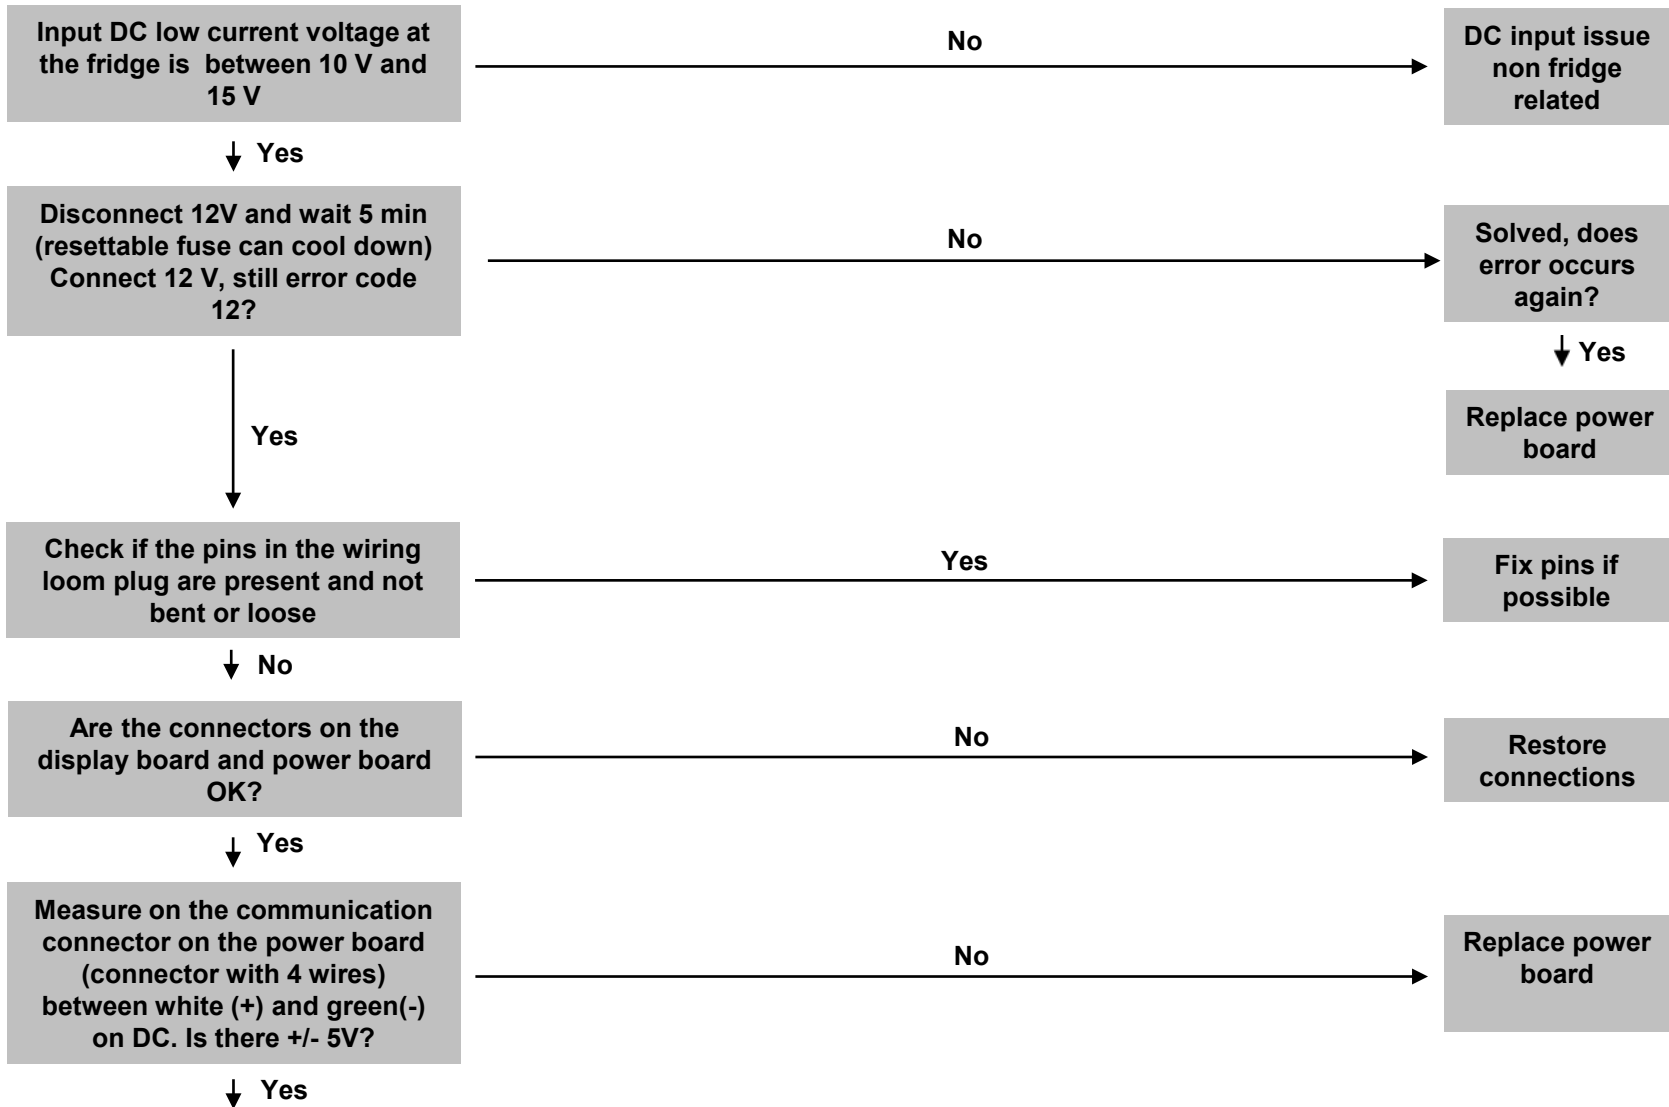 Input DC low current voltage at
the fridge is between 10 V and
15 V
No
DC input issue
non fridge
related
Yes
Disconnect 12V and wait 5 min
(resettable fuse can cool down)
Connect 12 V, still error code
12?
No
Solved, does
error occurs
again?
Yes
Replace power
board
Yes
Check if the pins in the wiring
loom plug are present and not
bent or loose
Yes
Fix pins if
possible
No
Are the connectors on the
display board and power board
OK?
No
Restore
connections
Yes
Measure on the communication
connector on the power board
(connector with 4 wires)
between white (+) and green(-)
on DC. Is there +/- 5V?
No
Replace power
board
Yes